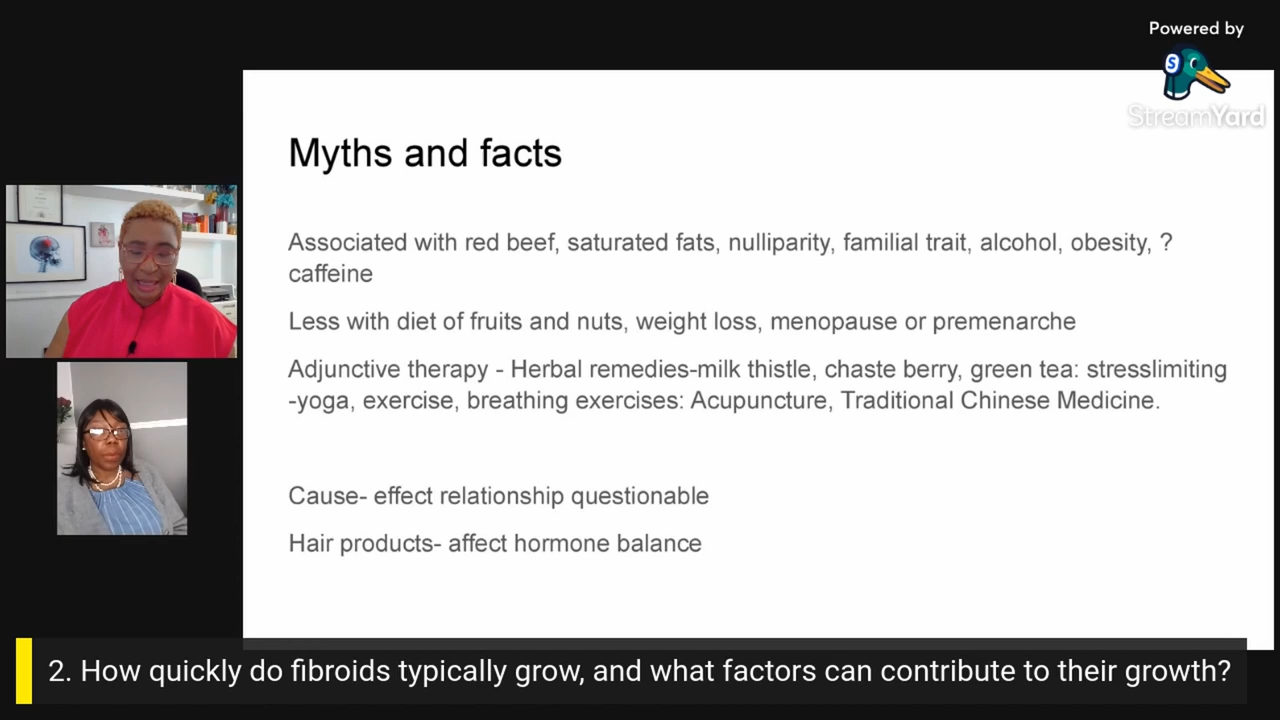 Powered by
S
StreamYard
Myths and facts
Associated with red beef, saturated fats, nulliparity, familial trait, alcohol, obesity, ?
caffeine
Less with diet of fruits and nuts, weight loss, menopause or premenarche
Adjunctive therapy - Herbal remedies-milk thistle, chaste berry, green tea: stresslimiting
-yoga, exercise, breathing exercises: Acupuncture, Traditional Chinese Medicine.
Cause- effect relationship questionable
Hair products- affect hormone balance
2. How quickly do fibroids typically grow, and what factors can contribute to their growth?